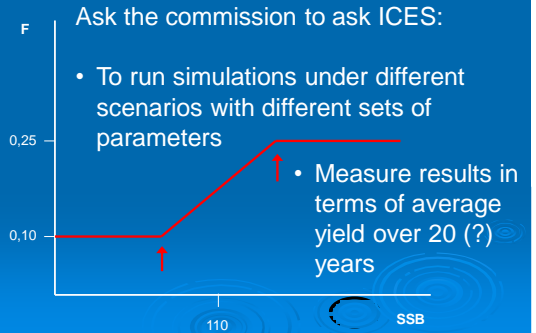 Ask the commission to ask ICES:
F
• To run simulations under different
scenarios with different sets of
parameters
0,25
• Measure results in
terms of average
yield over 20 (?)
years
0,10
110
SSB